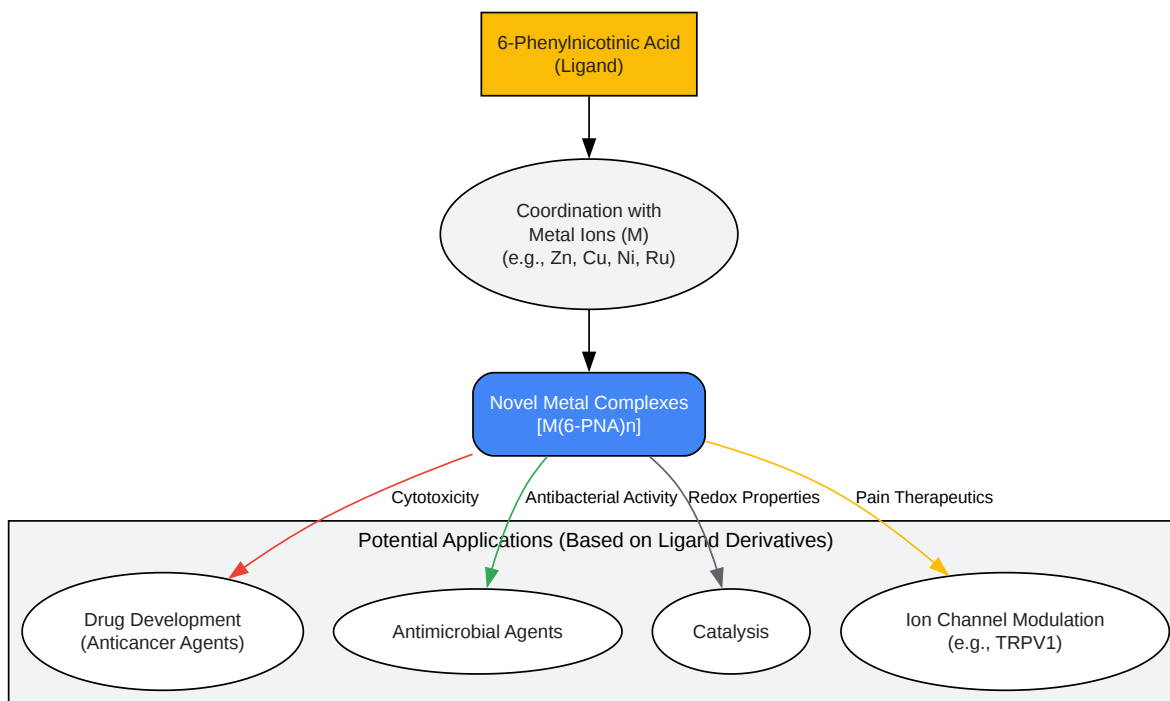 6-Phenylnicotinic Acid
(Ligand)
Coordination with
Metal Ions (M)
(e.g., Zn, Cu, Ni, Ru)
Novel Metal Complexes
[M(6-PNA)n]
Cytotoxicity
Antibacterial Activity
Redox Properties
Pain Therapeutics
Potential Applications (Based on Ligand Derivatives)
Drug Development
(Anticancer Agents)
Antimicrobial Agents
Catalysis
Ion Channel Modulation
(e.g., TRPV1)